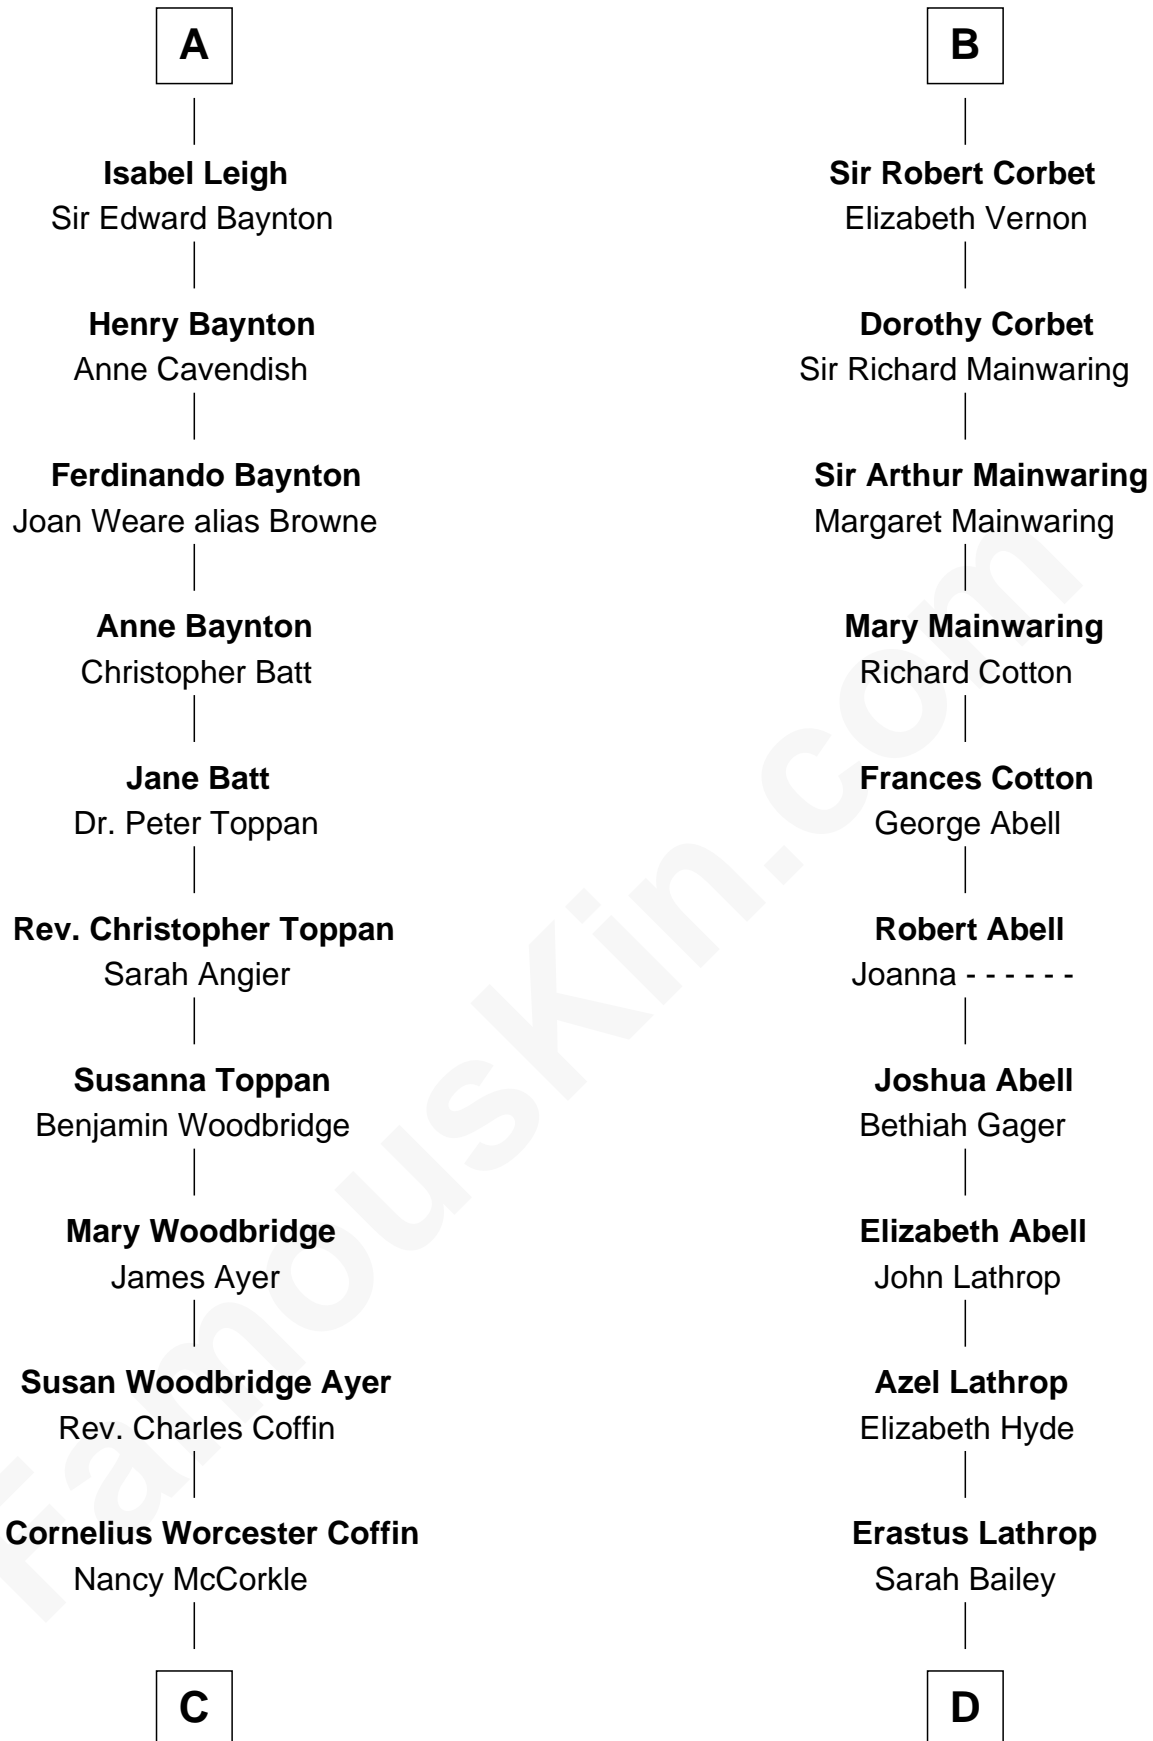 A
Isabel Leigh
Sir Edward Baynton
Henry Baynton
Anne Cavendish
Ferdinando Baynton
Joan Weare alias Browne
Anne Baynton
Christopher Batt
Jane Batt
Dr. Peter Toppan
Rev. Christopher Toppan
Sarah Angier
Susanna Toppan
Benjamin Woodbridge
Mary Woodbridge
James Ayer
Susan Woodbridge Ayer
Rev. Charles Coffin
Cornelius Worcester Coffin
Nancy McCorkle
C
B
Sir Robert Corbet
Elizabeth Vernon
Dorothy Corbet
Sir Richard Mainwaring
Sir Arthur Mainwaring
Margaret Mainwaring
Mary Mainwaring
Richard Cotton
Frances Cotton
George Abell
Robert Abell
Joanna - - - - - -
Joshua Abell
Bethiah Gager
Elizabeth Abell
John Lathrop
Azel Lathrop
Elizabeth Hyde
Erastus Lathrop
Sarah Bailey
D
FamousKin.com